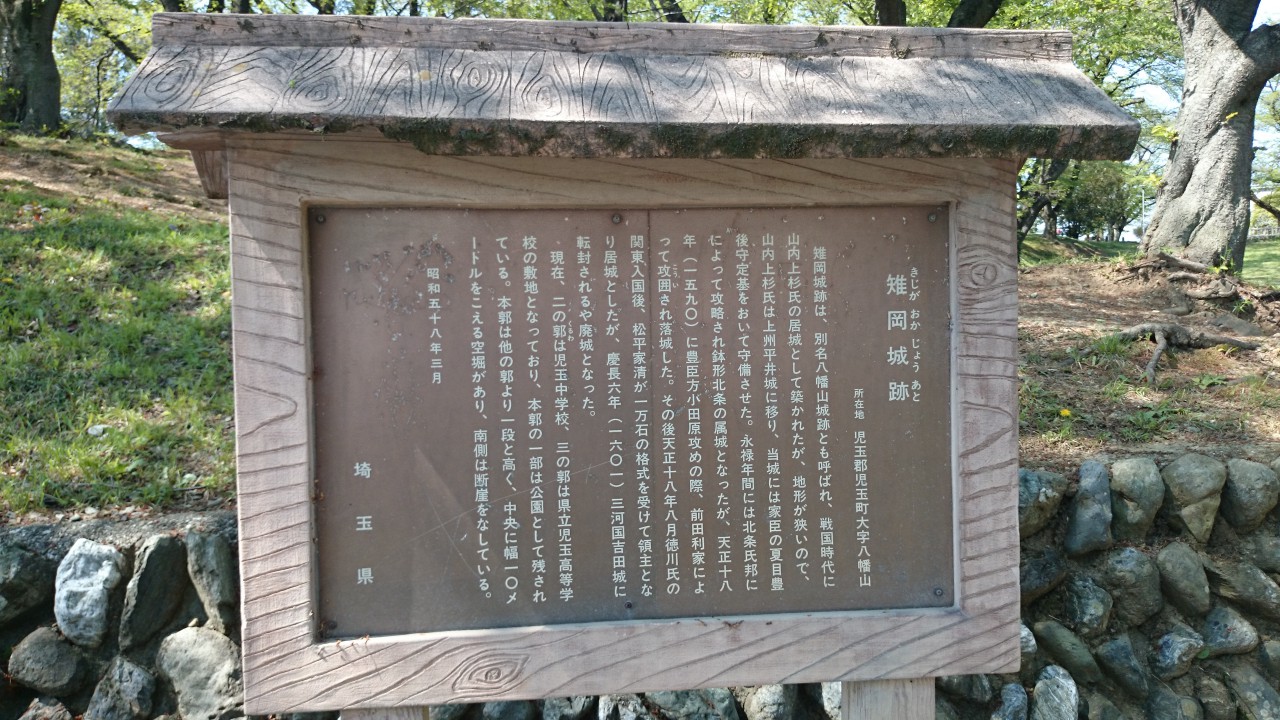 きじ が おか じょう あと
雉岡城跡
所在地 児玉郡児玉町大字八幡山
雉岡城跡は、別名八幡山城跡とも呼ばれ、戦国時代に
山内上杉氏の居城として築かれたが、地形が狭いので、
山内上杉氏は上州平井城に移り、当城には家臣の夏目豊
後守定基をおいて守備させた。永禄年間には北条氏邦に
によって攻略され鉢形北条の属城となったが、天正十八
年(一五九〇)に豊臣方小田原攻めの際、前田利家によ
こうい
って攻囲され落城した。その後天正十八年八月徳川氏の
関東入国後、松平家清が一万石の格式を受けて領主とな
り居城としたが、慶長六年(一六〇一)三河国吉田城に
転封されるや廃城となった。
くるわ
現在、二の郭は児玉中学校、三の郭は県立児玉高等学
校の敷地となっており、本郭の一部は公園として残され
ている。本郭は他の郭より一段と高く、中央に幅一〇メ
ートルをこえる空堀があり、南側は断崖をなしている。
昭和五十八年三月
埼玉県